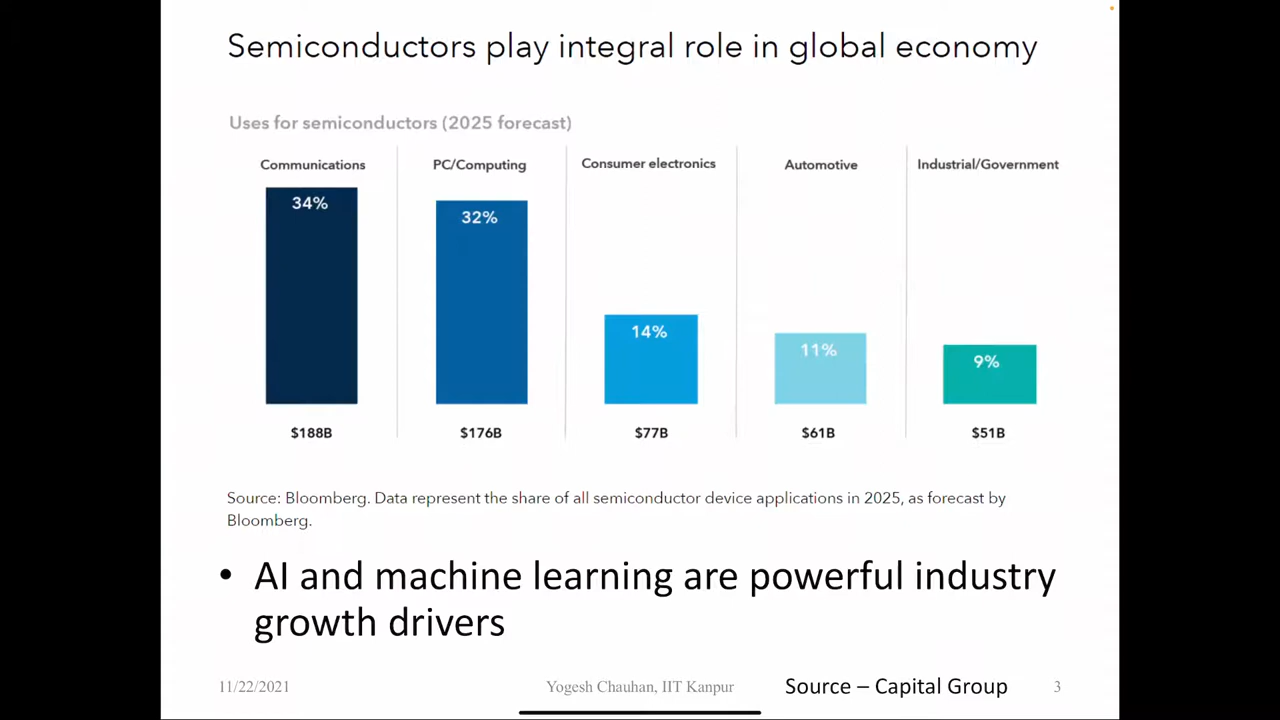 Semiconductors play integral role in global economy
Uses for semiconductors (2025 forecast)
Communications
PC/Computing
Consumer electronics
Automotive
Industrial/Government
34%
32%
14%
11%
9%
$188B
$176B
$77B
$61B
$51B
Source: Bloomberg. Data represent the share of all semiconductor device applications in 2025, as forecast by
Bloomberg.
• AI and machine learning are powerful industry
growth drivers
11/22/2021
Yogesh Chauhan, IIT Kanpur
Source – Capital Group
3